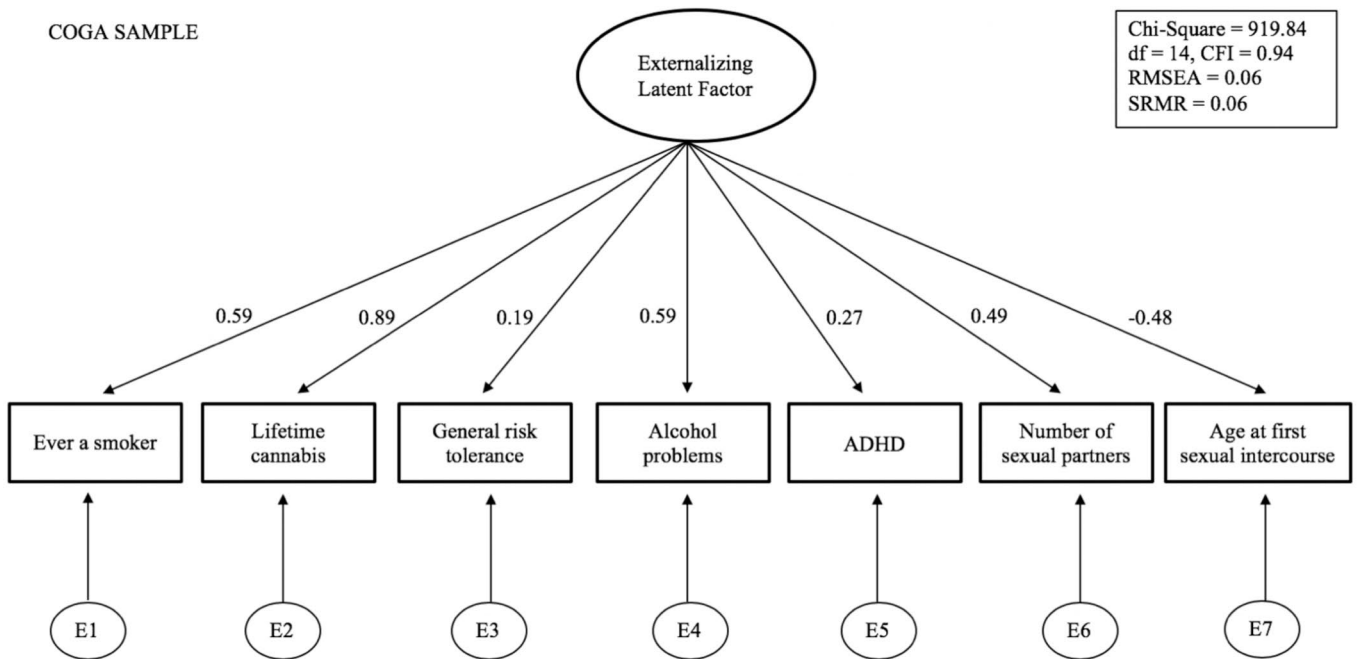 COGA SAMPLE
Externalizing
Latent Factor
Chi-Square = 919.84
df = 14, CFI = 0.94
RMSEA = 0.06
SRMR = 0.06
0.59
0.89
0.19
0.59
0.27
0.49
-0.48
Ever a smoker
Lifetime
cannabis
General risk
tolerance
Alcohol
problems
ADHD
Number of
sexual partners
Age at first
sexual intercourse
E1
E2
E3
E4
E5
E6
E7